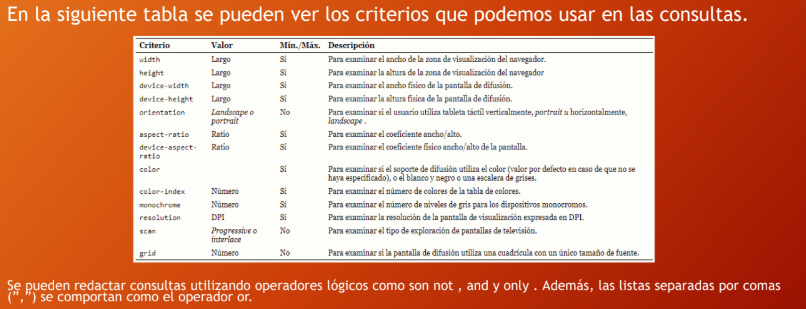 En la siguiente tabla se pueden ver los criterios que podemos usar en las consultas.
Criterio Valor Mín./Máx. Descripción
width Largo Sí Para examinar el ancho de la zona de visualización del navegador.
height Largo Sí Para examinar la altura de la zona de visualización del navegador
device-width Largo Sí Para examinar el ancho físico de la pantalla de difusión.
device-height Largo Sí Para examinar la altura física de la pantalla de difusión.
orientation Landscape o No Para examinar si el usuario utiliza tableta táctil verticalmente, portrait u horizontalmente,
portrait landscape .
aspect-ratio Ratio Sí Para examinar el coeficiente ancho/alto.
device-aspect- Ratio Sí Para examinar el coeficiente físico ancho/alto de la pantalla.
ratio
color Sí Para examinar si el soporte de difusión utiliza el color (valor por defecto en caso de que no se
haya especificado), o el blanco y negro o una escalera de grises.
color-index Número Sí Para examinar el número de colores de la tabla de colores.
monochrome Número Sí Para examinar el número de niveles de gris para los dispositivos monocromos.
resolution DPI Sí Para examinar la resolución de la pantalla de visualización expresada en DPI.
scan Progressive o No Para examinar el tipo de exploración de pantallas de televisión.
interlace
grid Número No Para examinar si la pantalla de difusión utiliza una cuadrícula con un único tamaño de fuente.
Se pueden redactar consultas utilizando operadores lógicos como son not , and y only . Además, las listas separadas por comas
(”,”) se comportan como el operador or.